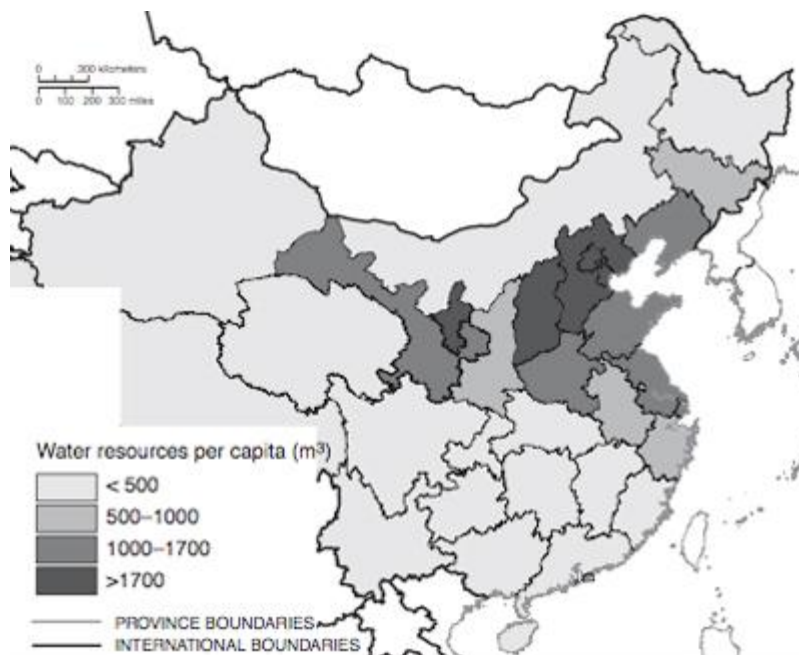 0 300 kilometers
0 100 200 300 miles
Water resources per capita (m³)
< 500
500–1000
1000–1700
>1700
PROVINCE BOUNDARIES
INTERNATIONAL BOUNDARIES